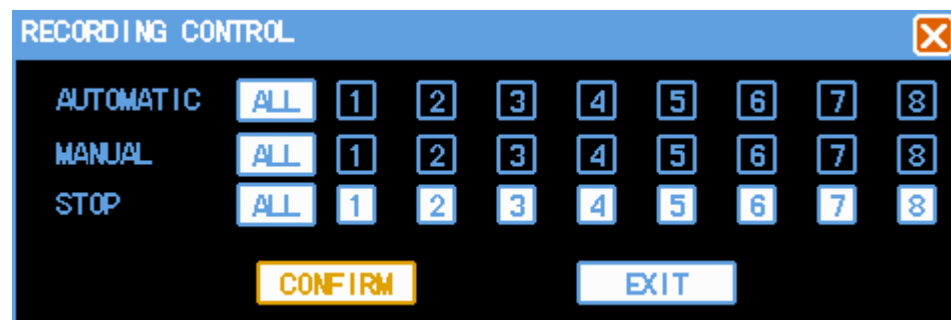 RECORDING CONTROL
AUTOMATIC ALL 1 2 3 4 5 6 7 8
MANUAL ALL 1 2 3 4 5 6 7 8
STOP ALL 1 2 3 4 5 6 7 8
CONFIRM EXIT